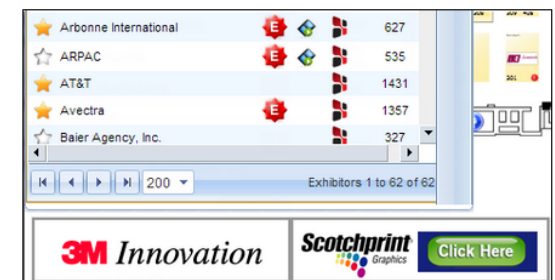 Arbonne International E 627
ARPAC E 535
AT&T 1431
Avectra E 1357
Baier Agency, Inc. 327
200 Exhibitors 1 to 62 of 62
3M Innovation
Scotchprint
Graphics
Click Here